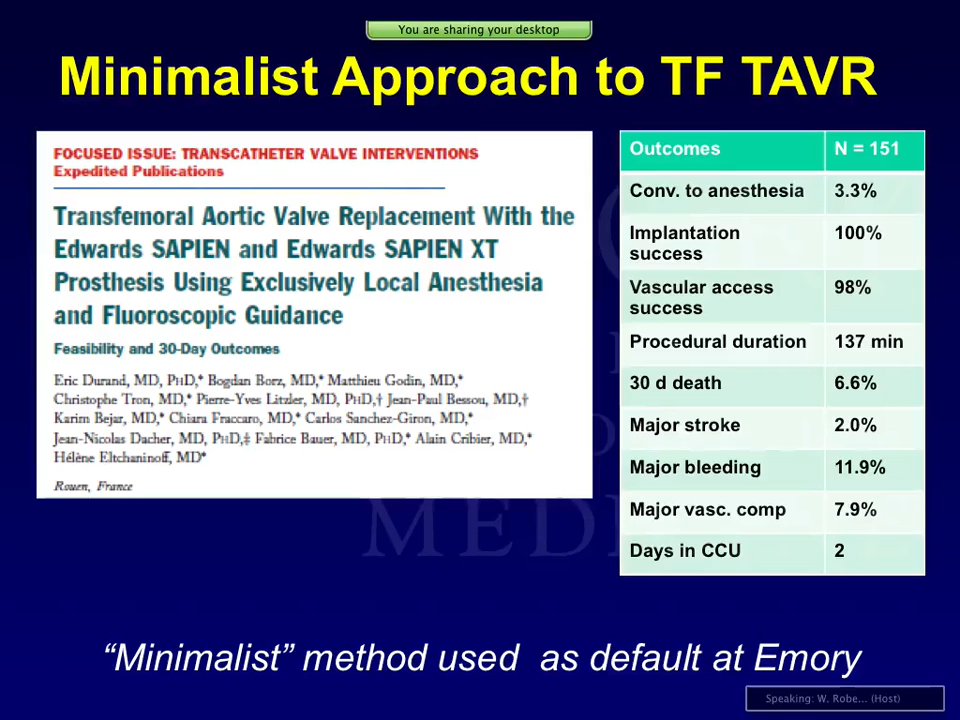 You are sharing your desktop
Minimalist Approach to TF TAVR
FOCUSED ISSUE: TRANSCATHETER VALVE INTERVENTIONS
Expedited Publications
Transfemoral Aortic Valve Replacement With the
Edwards SAPIEN and Edwards SAPIEN XT
Prosthesis Using Exclusively Local Anesthesia
and Fluoroscopic Guidance
Feasibility and 30-Day Outcomes
Eric Durand, MD, PHD,* Bogdan Borz, MD,* Matthieu Godin, MD,*
Christophe Tron, MD,* Pierre-Yves Litzler, MD, PHD,† Jean-Paul Bessou, MD,†
Karim Bejar, MD,* Chiara Fraccaro, MD,* Carlos Sanchez-Giron, MD,*
Jean-Nicolas Dacher, MD, PHD,‡ Fabrice Bauer, MD, PHD,* Alain Cribier, MD,*
Hélène Eltchaninoff, MD*
Rouen, France
Outcomes N = 151
Conv. to anesthesia 3.3%
Implantation 100%
success
Vascular access 98%
success
Procedural duration 137 min
30 d death 6.6%
Major stroke 2.0%
Major bleeding 11.9%
Major vasc. comp 7.9%
Days in CCU 2
“Minimalist” method used as default at Emory
Speaking: W. Robe... (Host)